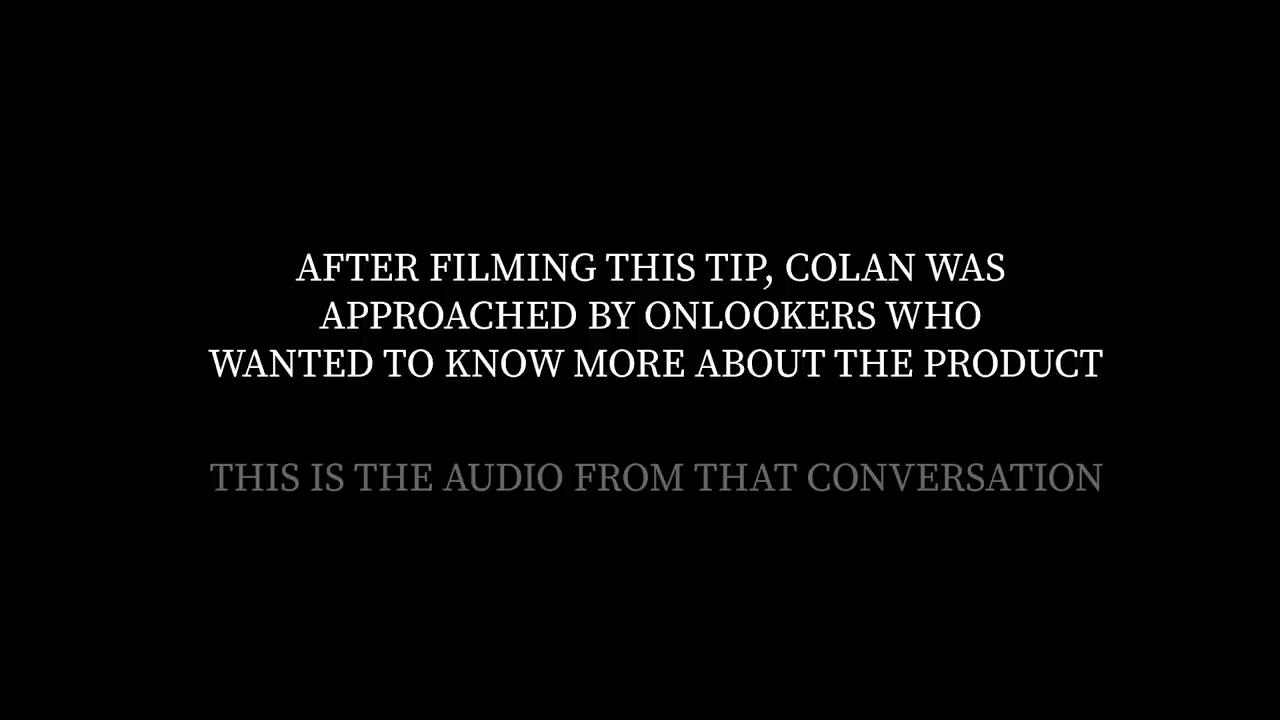 AFTER FILMING THIS TIP, COLAN WAS
APPROACHED BY ONLOOKERS WHO
WANTED TO KNOW MORE ABOUT THE PRODUCT
THIS IS THE AUDIO FROM THAT CONVERSATION